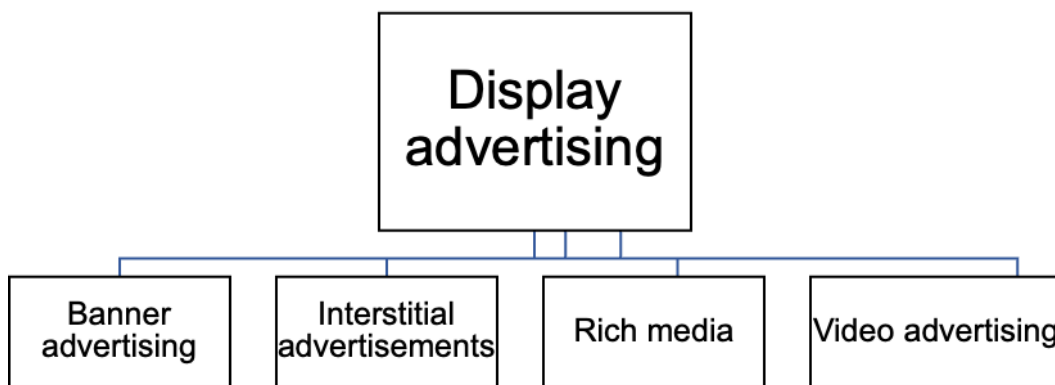 Display
advertising
Banner
advertising
Interstitial
advertisements
Rich media
Video advertising